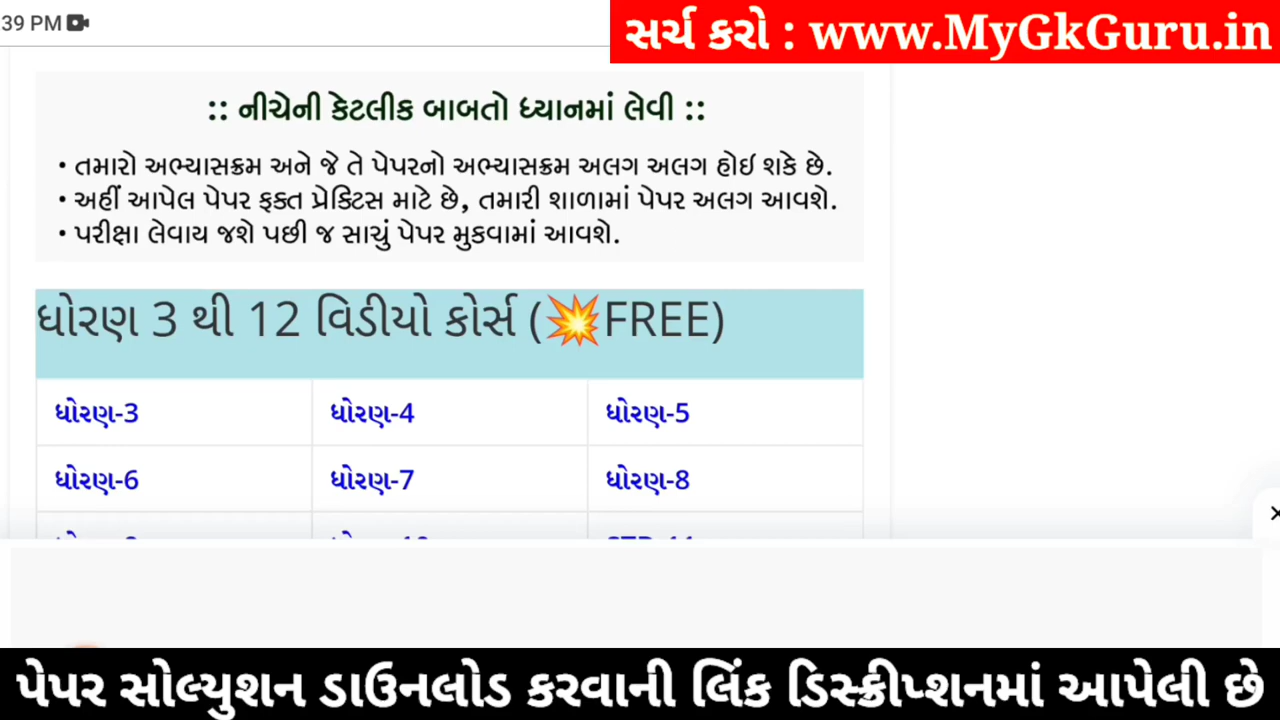 39 PM
સર્ચ કરો : www.MyGkGuru.in
:: નીચેની કેટલીક બાબતો ધ્યાનમાં લેવી ::
• તમારો અભ્યાસક્રમ અને જે તે પેપરનો અભ્યાસક્રમ અલગ અલગ હોઈ શકે છે.
• અહીં આપેલ પેપર ફક્ત પ્રેક્ટિસ માટે છે, તમારી શાળામાં પેપર અલગ આવશે.
• પરીક્ષા લેવાય જશે પછી જ સાચું પેપર મુકવામાં આવશે.
ધોરણ 3 થી 12 વિડીયો કોર્સ (💥FREE)
ધોરણ-3 ધોરણ-4 ધોરણ-5
ધોરણ-6 ધોરણ-7 ધોરણ-8
પેપર સોલ્યુશન ડાઉનલોડ કરવાની લિંક ડિસ્ક્રીપ્શનમાં આપેલી છે